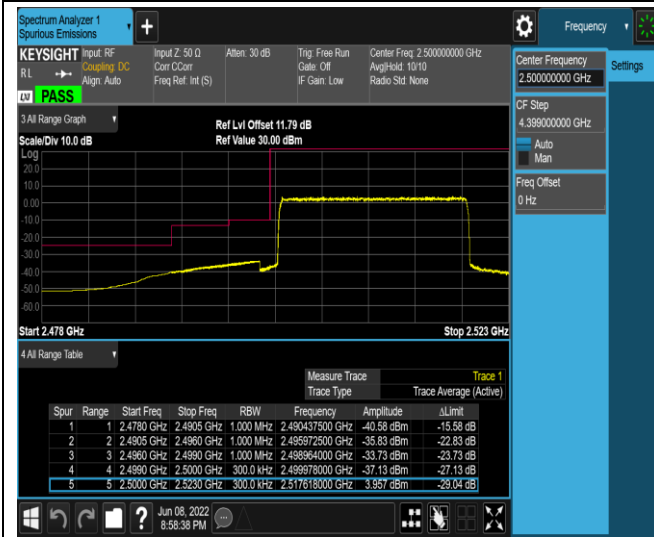 Spectrum Analyzer 1
Spurious Emissions
Frequency
KEYSIGHT
RL
Input: RF
Coupling: DC
Align: Auto
Input Z: 50 Ω
Corr CCorr
Freq Ref: Int (S)
Atten: 30 dB
Trig: Free Run
Gate: Off
IF Gain: Low
Center Freq: 2.500000000 GHz
Avg|Hold: 10/10
Radio Std: None
LXI PASS
Center Frequency
2.500000000 GHz
Settings
CF Step
4.399000000 GHz
Auto
Man
Freq Offset
0 Hz
3 All Range Graph
Scale/Div 10.0 dB
Ref Lvl Offset 11.79 dB
Ref Value 30.00 dBm
Log
20.0
10.0
0.00
-10.0
-20.0
-30.0
-40.0
-50.0
-60.0
Start 2.478 GHz Stop 2.523 GHz
4 All Range Table
Measure Trace Trace 1
Trace Type Trace Average (Active)
Spur Range Start Freq Stop Freq RBW Frequency Amplitude ΔLimit
1 1 2.4780 GHz 2.4905 GHz 1.000 MHz 2.490437500 GHz -40.58 dBm -15.58 dB
2 2 2.4905 GHz 2.4960 GHz 1.000 MHz 2.495972500 GHz -35.83 dBm -22.83 dB
3 3 2.4960 GHz 2.4990 GHz 1.000 MHz 2.498964000 GHz -33.73 dBm -23.73 dB
4 4 2.4990 GHz 2.5000 GHz 300.0 kHz 2.499978000 GHz -37.13 dBm -27.13 dB
5 5 2.5000 GHz 2.5230 GHz 300.0 kHz 2.517618000 GHz 3.957 dBm -29.04 dB
Jun 08, 2022
8:58:38 PM